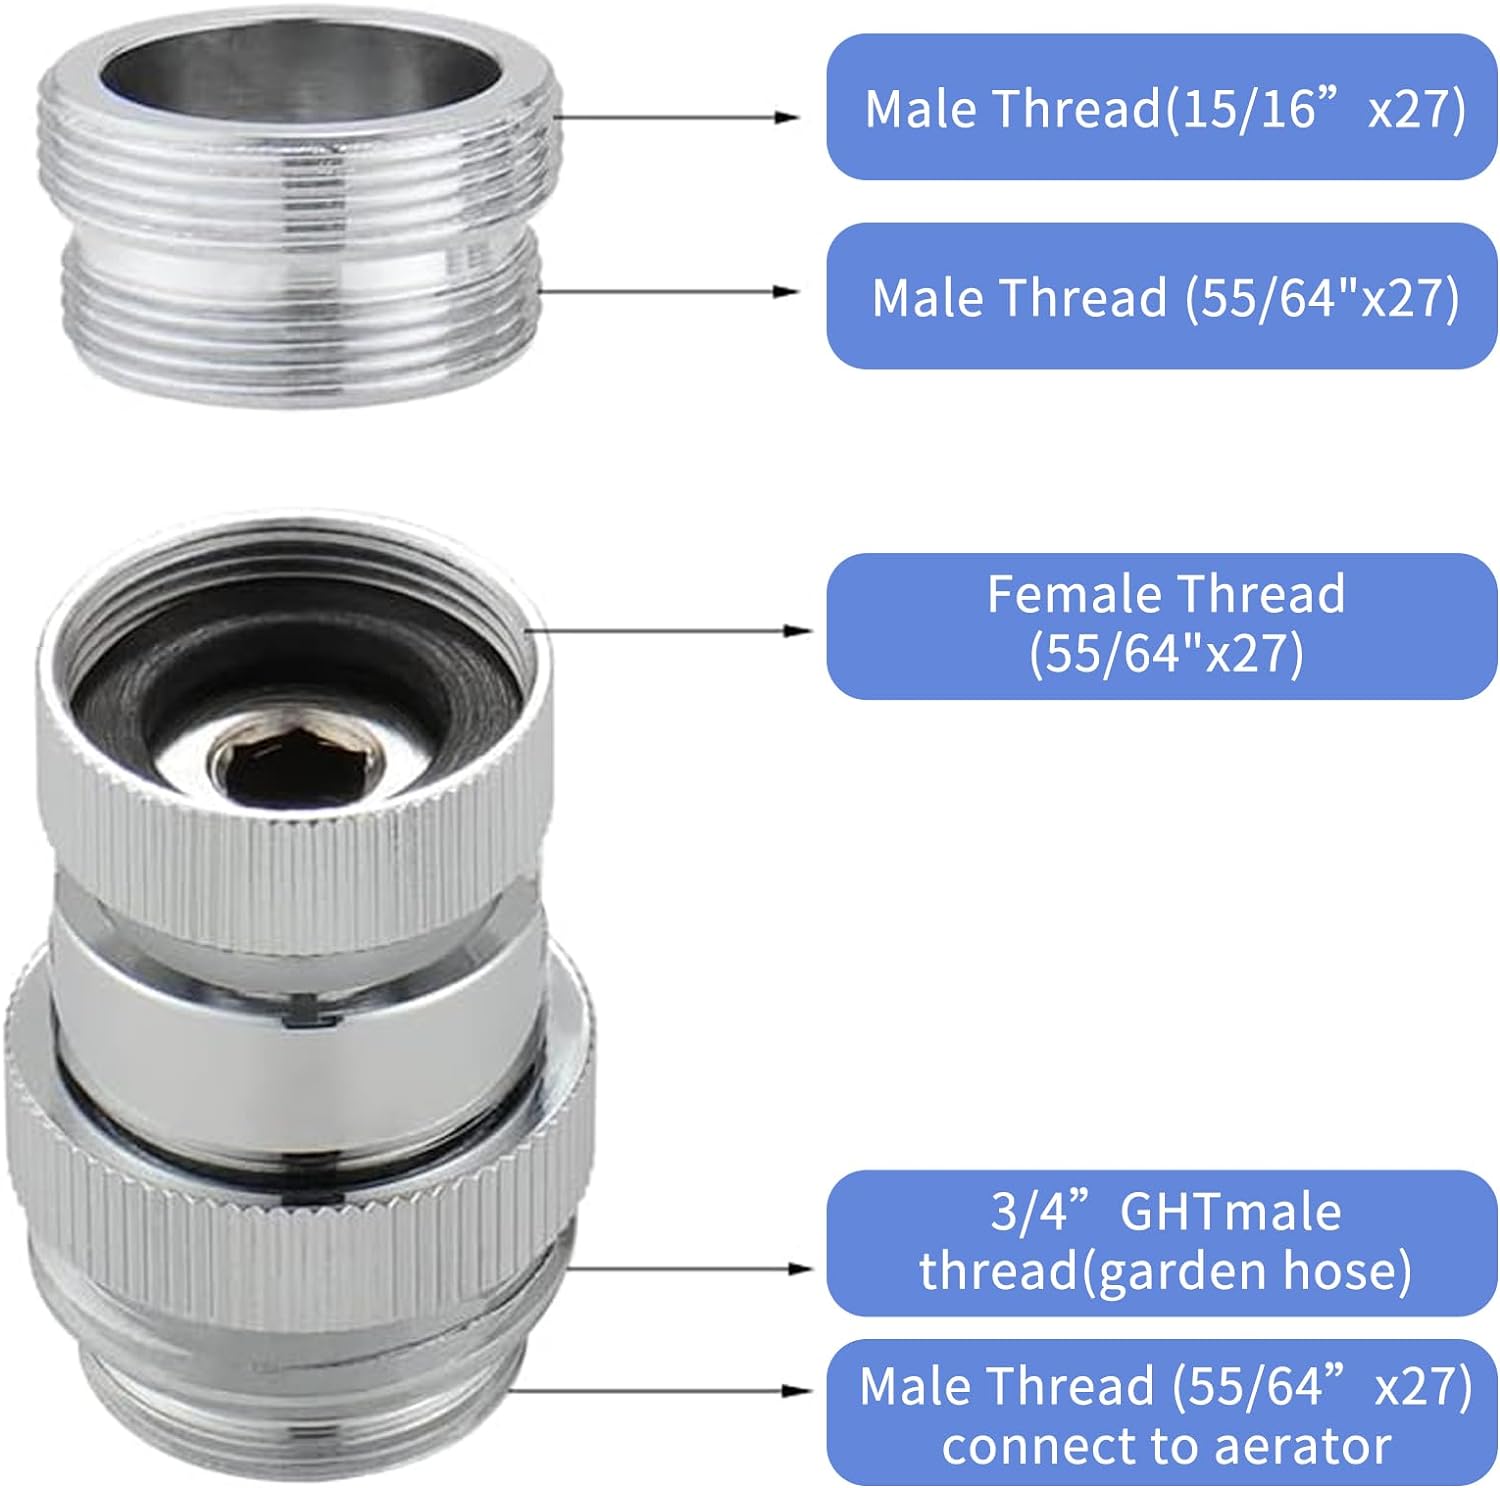 Male Thread(15/16” x27)
Male Thread (55/64"x27)
Female Thread
(55/64"x27)
3/4” GHTmale
thread(garden hose)
Male Thread (55/64” x27)
connect to aerator